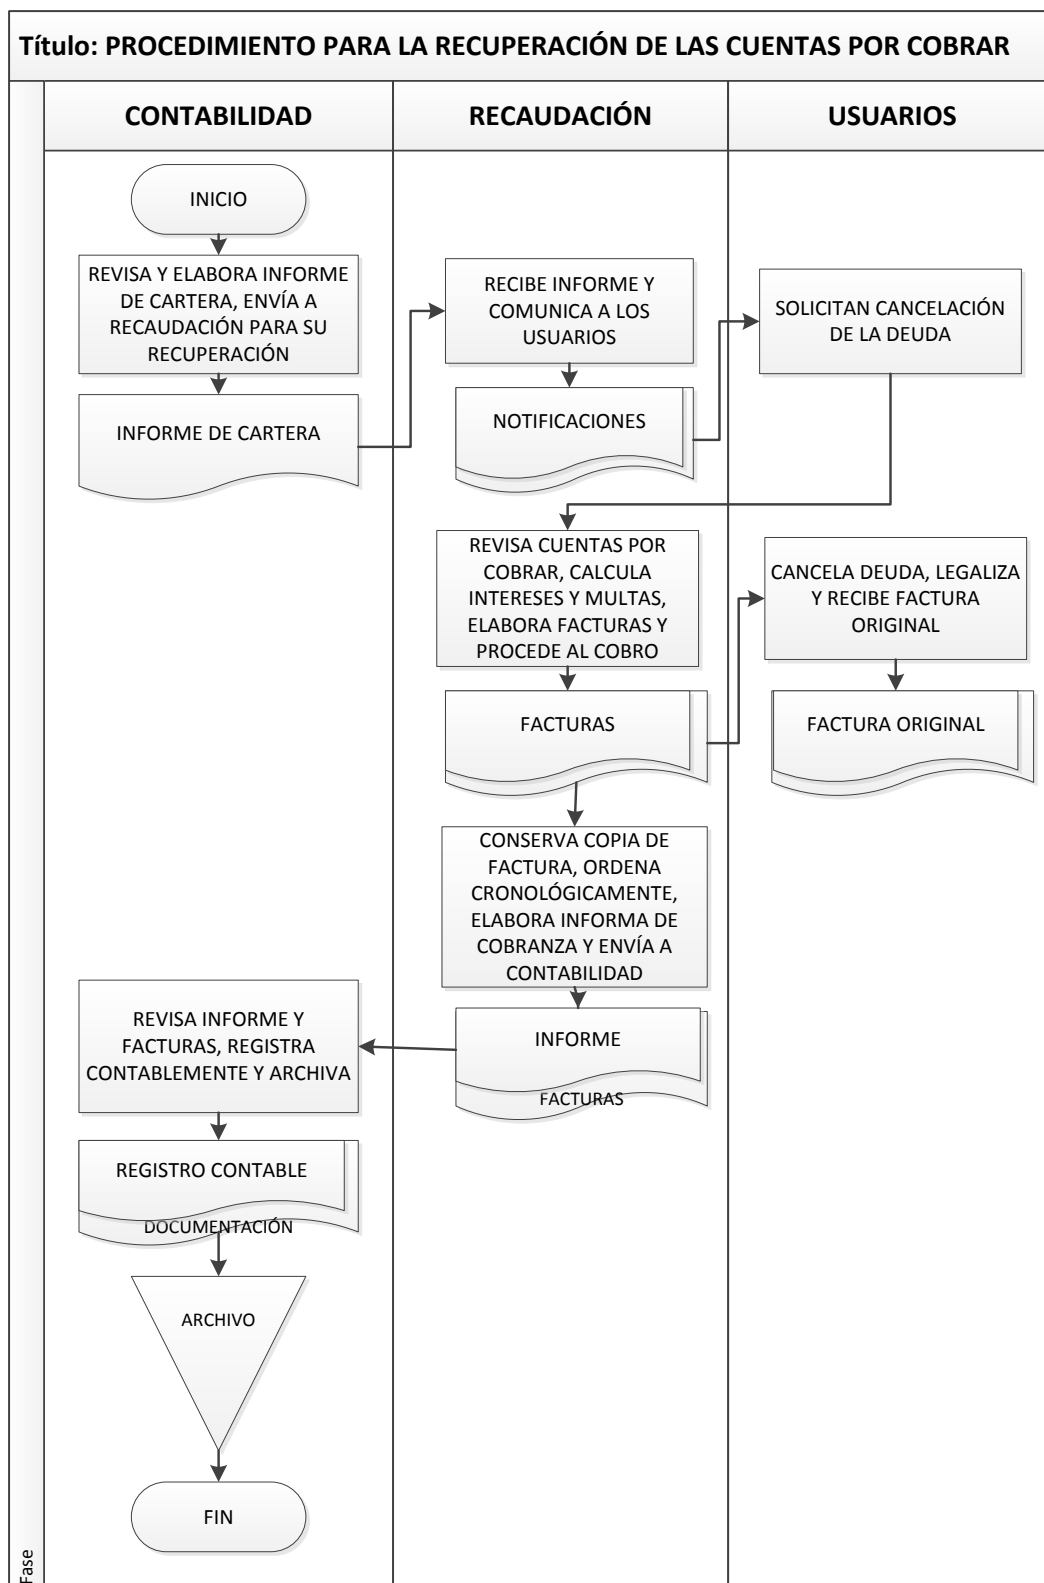 Título: PROCEDIMIENTO PARA LA RECUPERACIÓN DE LAS CUENTAS POR COBRAR
CONTABILIDAD
RECAUDACIÓN
USUARIOS
INICIO
REVISA Y ELABORA INFORME
DE CARTERA, ENVÍA A
RECAUDACIÓN PARA SU
RECUPERACIÓN
INFORME DE CARTERA
RECIBE INFORME Y
COMUNICA A LOS
USUARIOS
NOTIFICACIONES
SOLICITAN CANCELACIÓN
DE LA DEUDA
REVISA CUENTAS POR
COBRAR, CALCULA
INTERESES Y MULTAS,
ELABORA FACTURAS Y
PROCEDE AL COBRO
FACTURAS
CANCELA DEUDA, LEGALIZA
Y RECIBE FACTURA
ORIGINAL
FACTURA ORIGINAL
CONSERVA COPIA DE
FACTURA, ORDENA
CRONOLÓGICAMENTE,
ELABORA INFORMA DE
COBRANZA Y ENVÍA A
CONTABILIDAD
INFORME
FACTURAS
REVISA INFORME Y
FACTURAS, REGISTRA
CONTABLEMENTE Y ARCHIVA
REGISTRO CONTABLE
DOCUMENTACIÓN
ARCHIVO
FIN
Fase